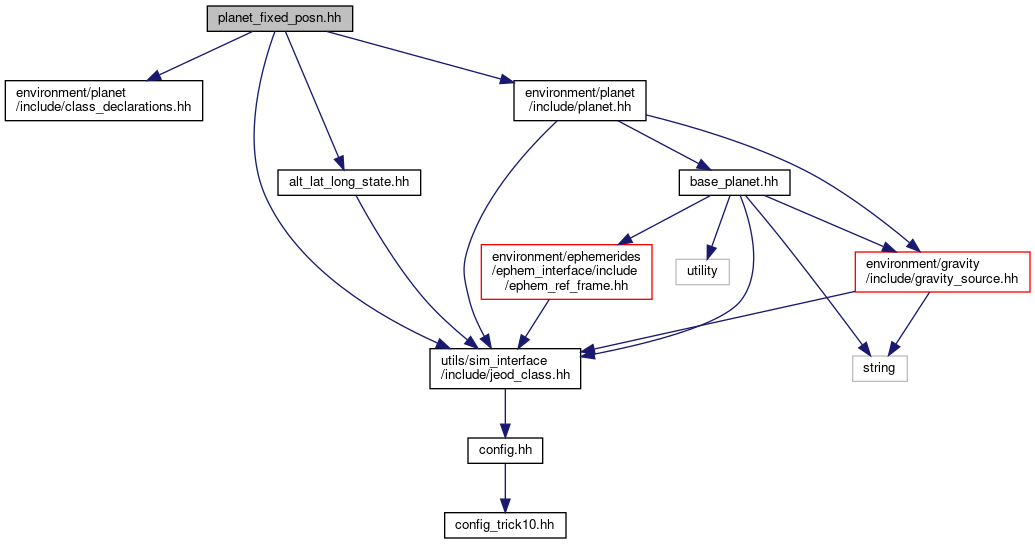 planet_fixed_posn.hh
environment/planet
/include/class_declarations.hh
environment/planet
/include/planet.hh
alt_lat_long_state.hh
base_planet.hh
environment/ephemerides
/ephem_interface/include
/ephem_ref_frame.hh
utility
environment/gravity
/include/gravity_source.hh
utils/sim_interface
/include/jeod_class.hh
string
config.hh
config_trick10.hh